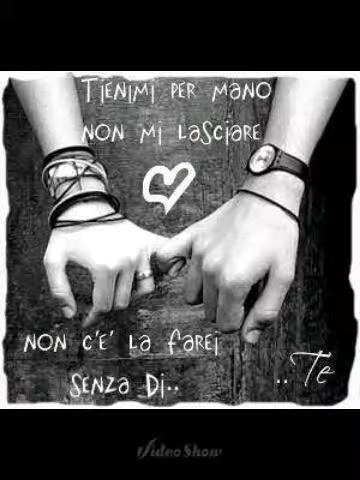 Tienimi per mano
non mi lasciare
non c'e' la farei
senza di..
..Te
VideoShow